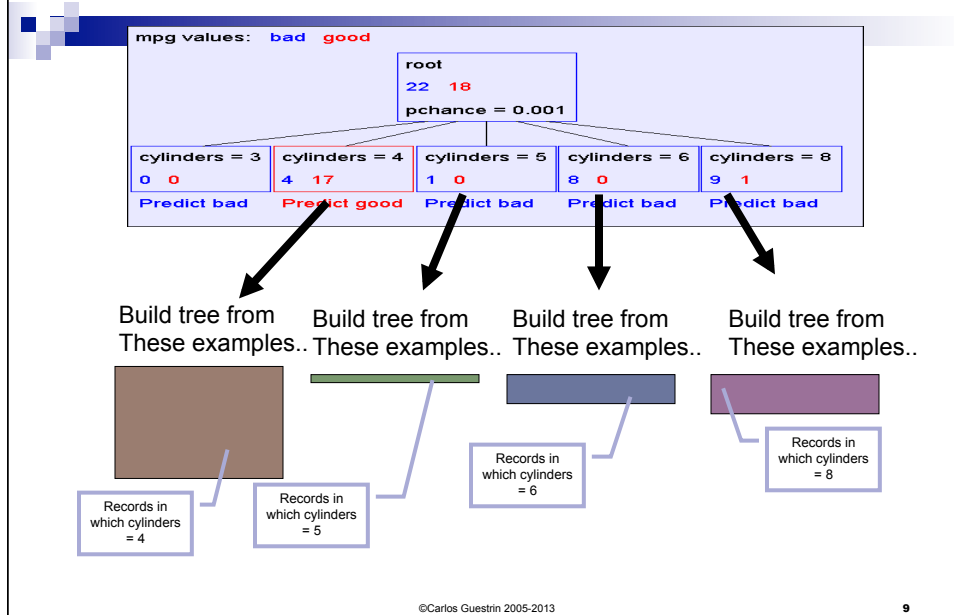 mpg values: bad good
root
22 18
pchance = 0.001
cylinders = 3
0 0
Predict bad
cylinders = 4
4 17
Predict good
cylinders = 5
1 0
Predict bad
cylinders = 6
8 0
Predict bad
cylinders = 8
9 1
Predict bad
Build tree from
These examples..
Build tree from
These examples..
Build tree from
These examples..
Build tree from
These examples..
Records in
which cylinders
= 4
Records in
which cylinders
= 5
Records in
which cylinders
= 6
Records in
which cylinders
= 8
©Carlos Guestrin 2005-2013
9